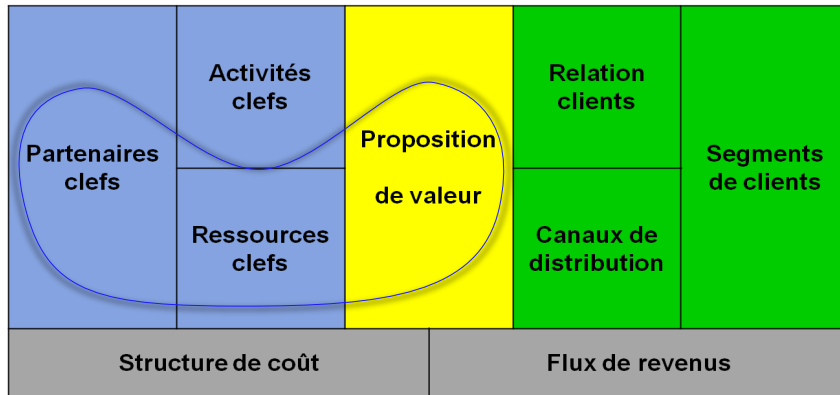 Partenaires
clefs
Activités
clefs
Ressources
clefs
Proposition
de valeur
Relation
clients
Canaux de
distribution
Segments
de clients
Structure de coût
Flux de revenus